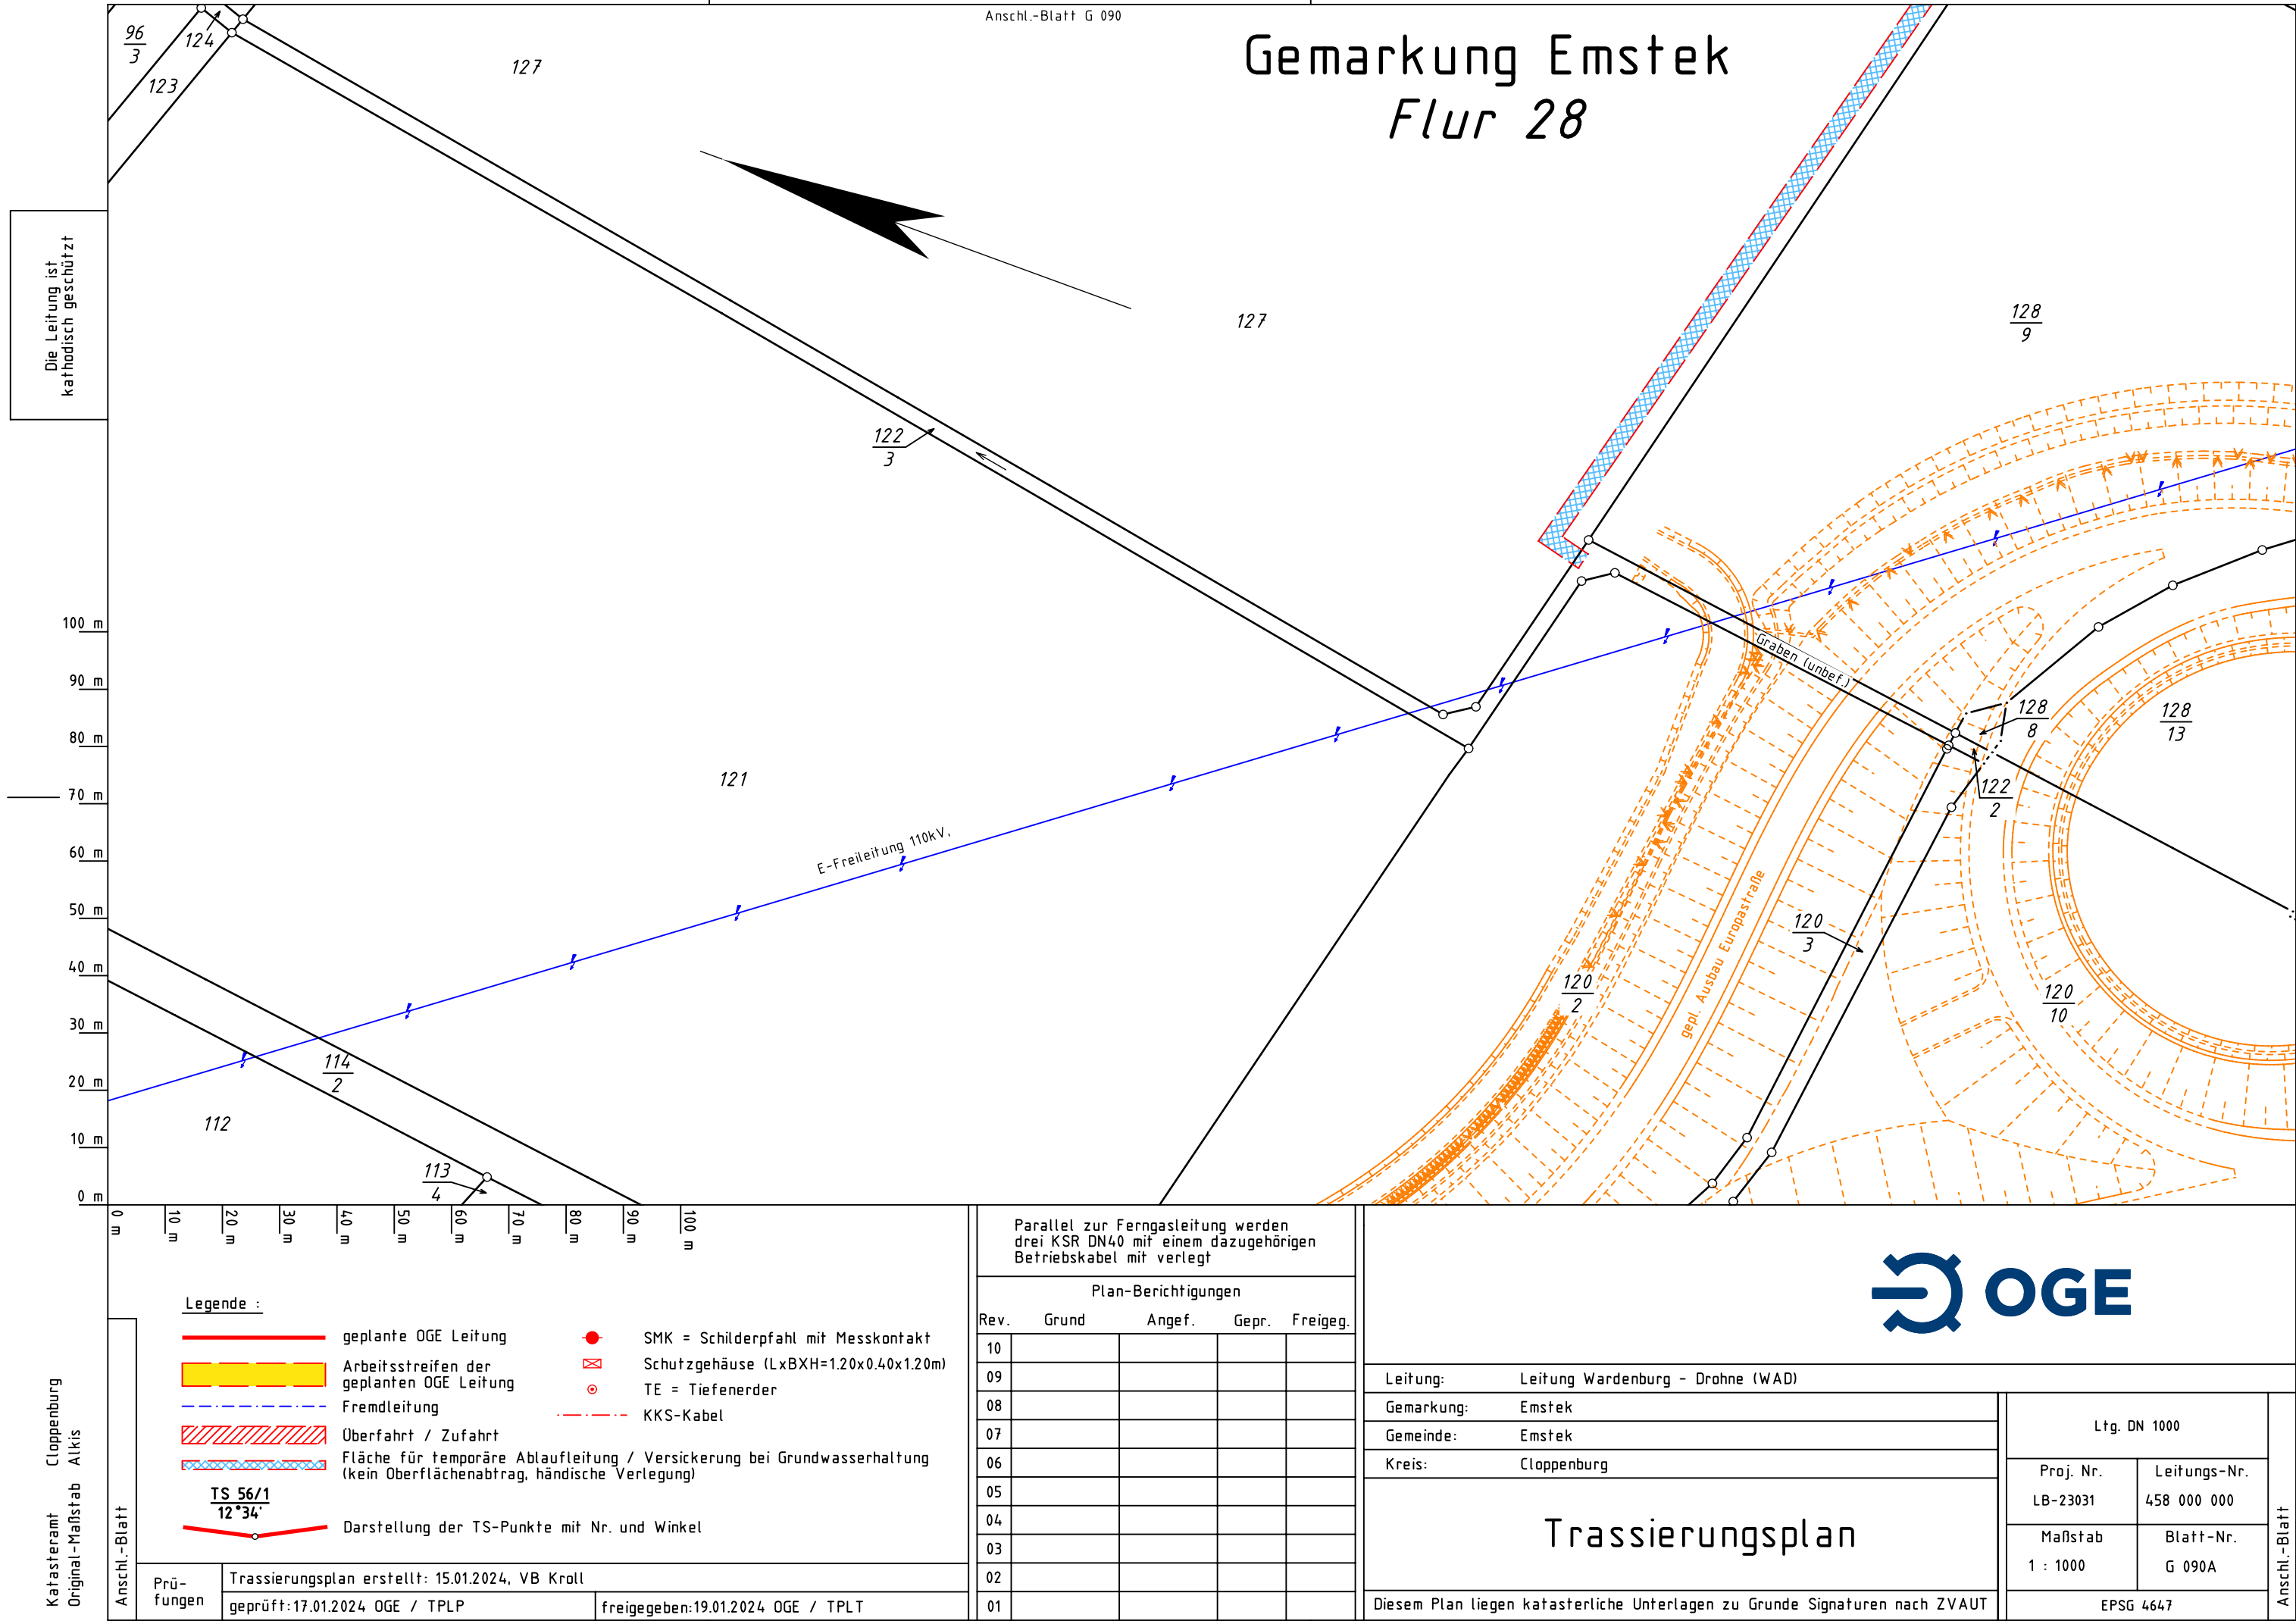 Anschl.-Blatt G 090
Gemarkung Emstek
Flur 28
96
3
124
123
127
127
128
9
Die Leitung ist
kathodisch geschützt
122
3
121
E-Freileitung 110kV,
Graben (unbef.)
128
8
128
13
122
2
120
3
120
2
120
10
gepl. Ausbau Europastraße
114
2
112
113
4
100 m
90 m
80 m
70 m
60 m
50 m
40 m
30 m
20 m
10 m
0 m
0 m
10 m
20 m
30 m
40 m
50 m
60 m
70 m
80 m
90 m
100 m
Legende :
geplante OGE Leitung
Arbeitsstreifen der
geplanten OGE Leitung
Fremdleitung
Überfahrt / Zufahrt
Fläche für temporäre Ablaufleitung / Versickerung bei Grundwasserhaltung
(kein Oberflächenabtrag, händische Verlegung)
TS 56/1
12°34'
Darstellung der TS-Punkte mit Nr. und Winkel
SMK = Schilderpfahl mit Messkontakt
Schutzgehäuse (LxBXH=1.20x0.40x1.20m)
TE = Tiefenerder
KKS-Kabel
Katasteramt Cloppenburg
Original-Maßstab Alkis
Anschl.-Blatt
Prü-
fungen
Trassierungsplan erstellt: 15.01.2024, VB Kroll
geprüft:17.01.2024 OGE / TPLP
freigegeben:19.01.2024 OGE / TPLT
Parallel zur Ferngasleitung werden
drei KSR DN40 mit einem dazugehörigen
Betriebskabel mit verlegt
Plan-Berichtigungen
Rev. Grund Angef. Gepr. Freigeg.
10
09
08
07
06
05
04
03
02
01
OGE
Leitung: Leitung Wardenburg - Drohne (WAD)
Gemarkung: Emstek
Gemeinde: Emstek
Kreis: Cloppenburg
Trassierungsplan
Diesem Plan liegen katasterliche Unterlagen zu Grunde Signaturen nach ZVAUT
Ltg. DN 1000
Proj. Nr. Leitungs-Nr.
LB-23031 458 000 000
Maßstab Blatt-Nr.
1 : 1000 G 090A
EPSG 4647
Anschl.-Blatt